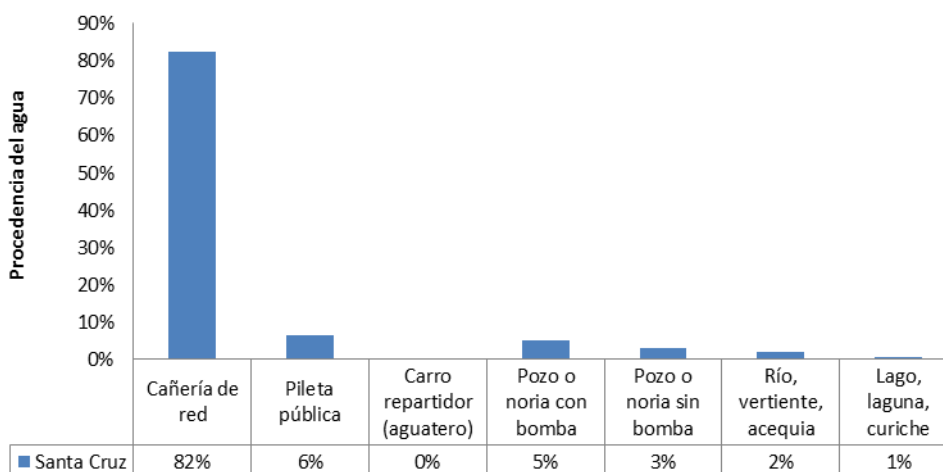 Procedencia del agua
90%
80%
70%
60%
50%
40%
30%
20%
10%
0%
Cañería de
red
Pileta
pública
Carro
repartidor
(aguatero)
Pozo o
noria con
bomba
Pozo o
noria sin
bomba
Río,
vertiente,
acequia
Lago,
laguna,
curiche
Santa Cruz 82% 6% 0% 5% 3% 2% 1%